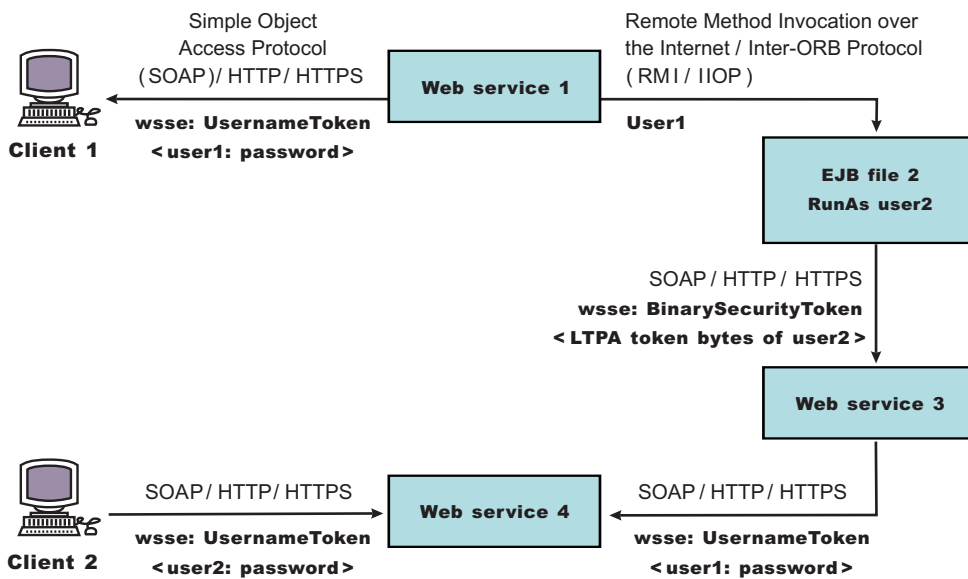 Simple Object
Access Protocol
(SOAP)/ HTTP/ HTTPS
wsse: UsernameToken
<user1: password>
Client 1
Web service 1
Remote Method Invocation over
the Internet / Inter-ORB Protocol
(RMI / IIOP)
User1
EJB file 2
RunAs user2
SOAP / HTTP / HTTPS
wsse: BinarySecurityToken
<LTPA token bytes of user2>
Web service 3
SOAP/ HTTP/ HTTPS
wsse: UsernameToken
<user1: password>
Web service 4
SOAP/ HTTP/ HTTPS
wsse: UsernameToken
<user2: password>
Client 2